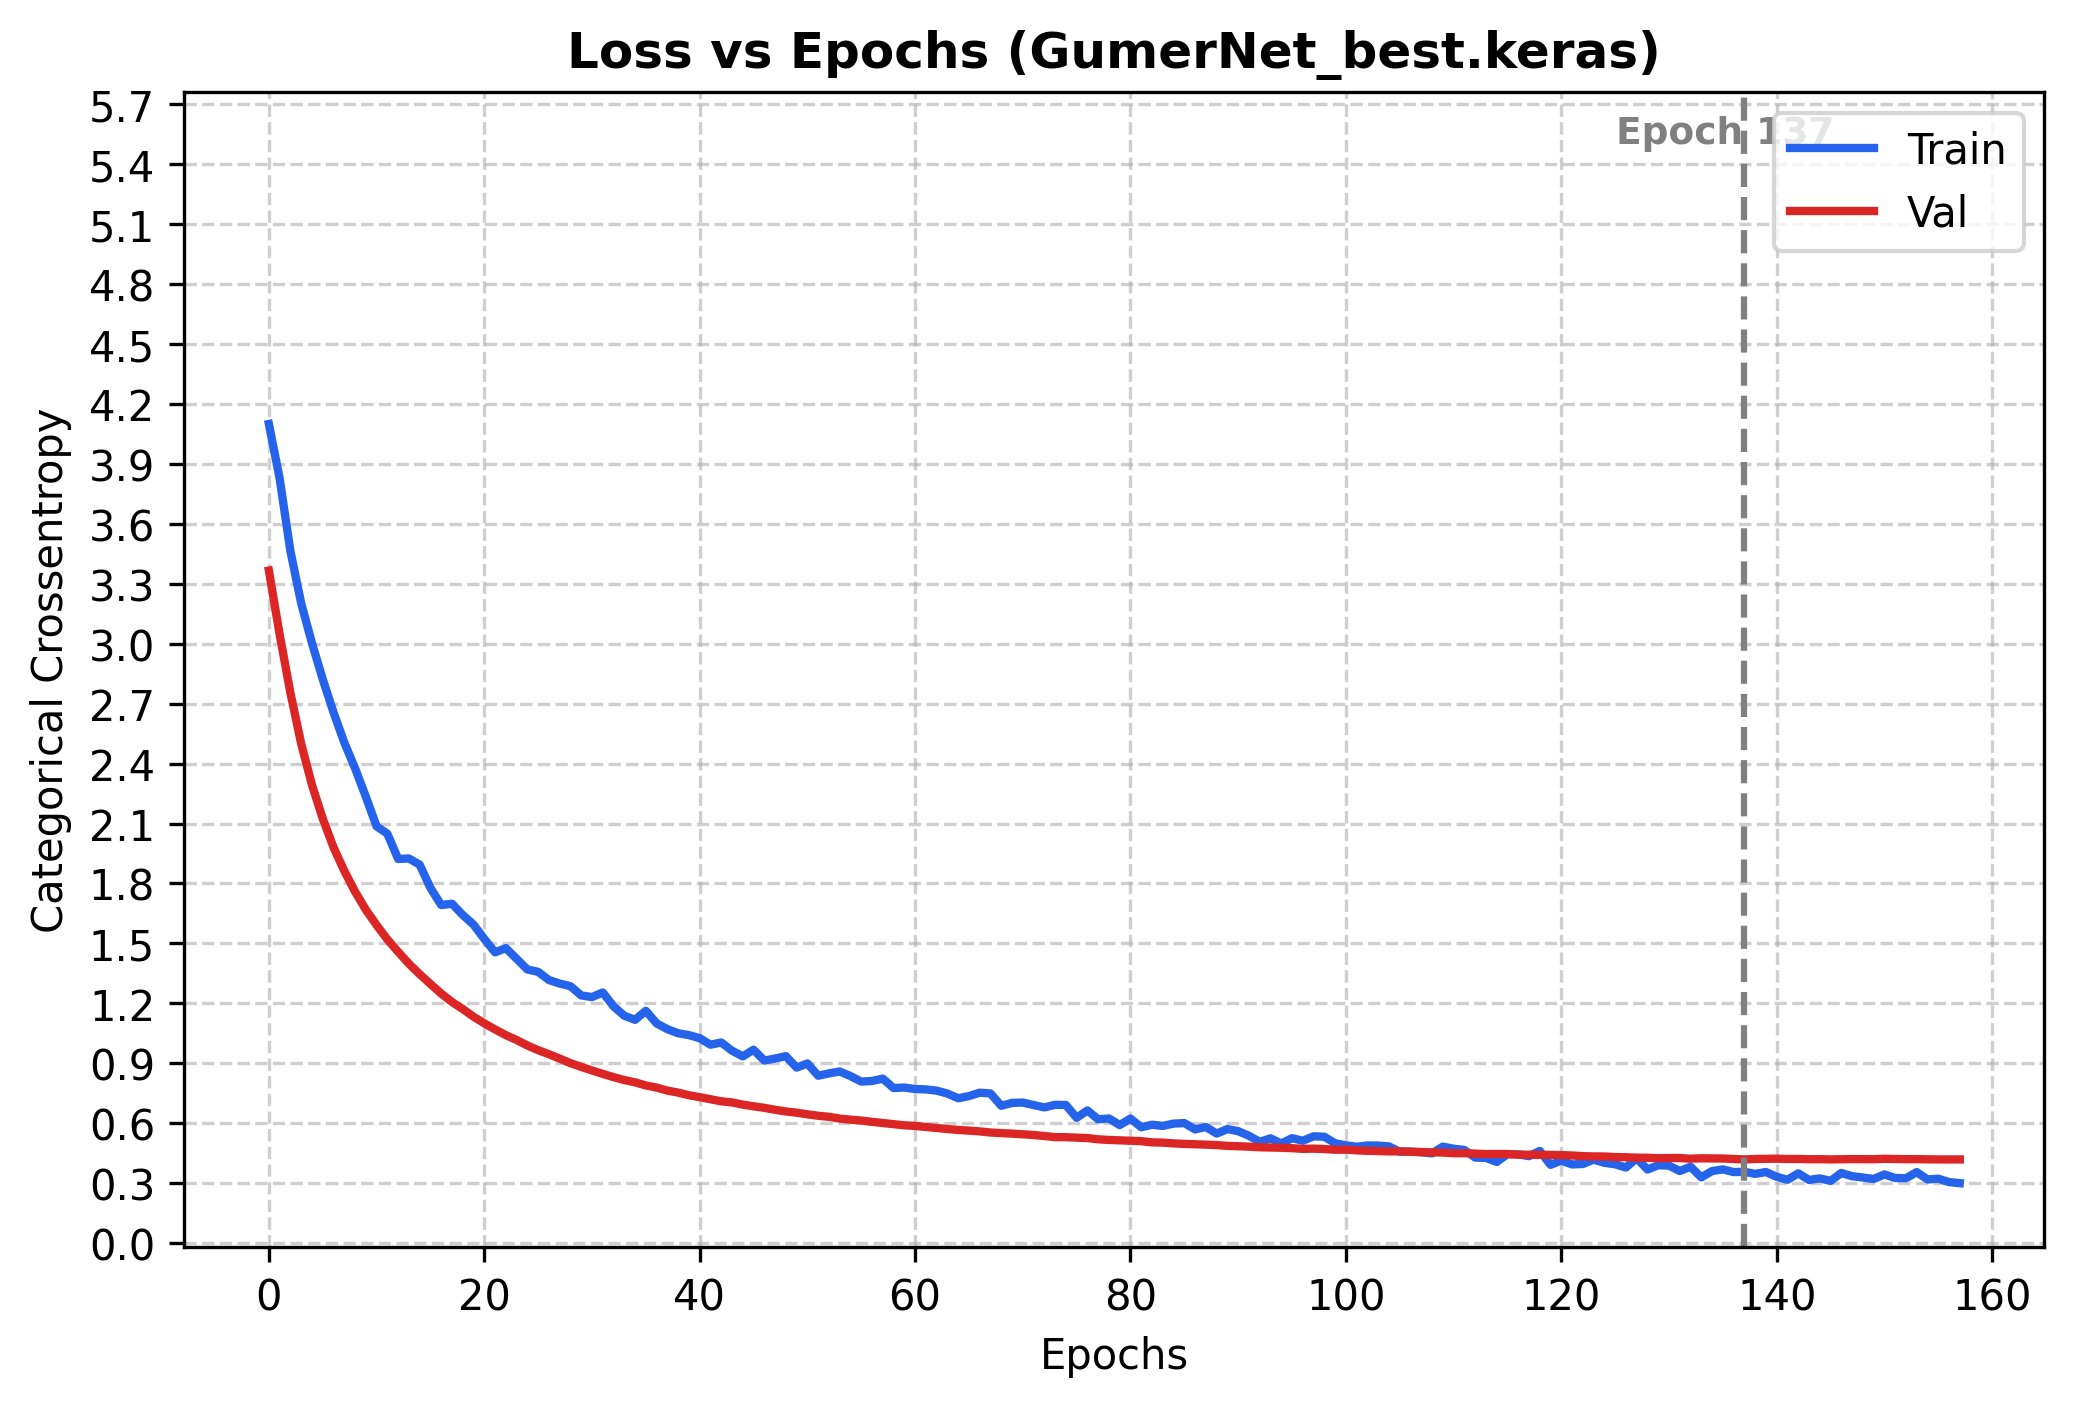 Loss vs Epochs (GumerNet_best.keras)
5.7
5.4
5.1
4.8
4.5
4.2
3.9
3.6
3.3
3.0
2.7
2.4
2.1
1.8
1.5
1.2
0.9
0.6
0.3
0.0
Categorical Crossentropy
Epoch 137
Train
Val
0 20 40 60 80 100 120 140 160
Epochs